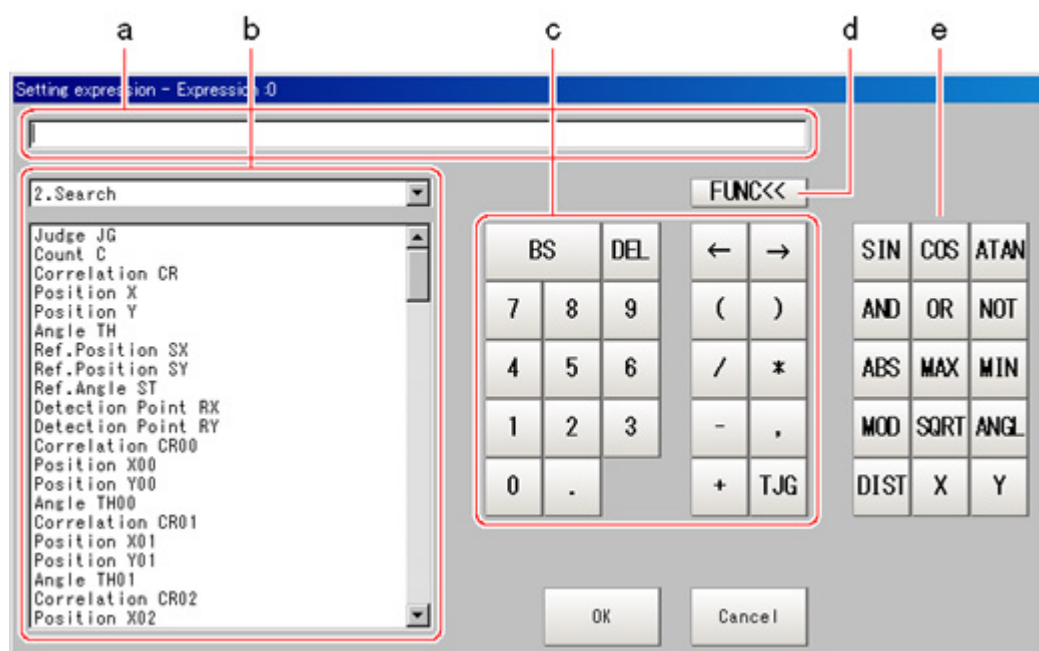 a b c d e
Setting expression - Expression :0
2.Search
FUNC<<
Judge JG
Count C
Correlation CR
Position X
Position Y
Angle TH
Ref.Position SX
Ref.Position SY
Ref.Angle ST
Detection Point RX
Detection Point RY
Correlation CR00
Position X00
Position Y00
Angle TH00
Correlation CR01
Position X01
Position Y01
Angle TH01
Correlation CR02
Position X02
BS DEL ← → SIN COS ATAN
7 8 9 ( ) AND OR NOT
4 5 6 / * ABS MAX MIN
1 2 3 - , MOD SQRT ANGL
0 . + TJG DIST X Y
OK Cancel